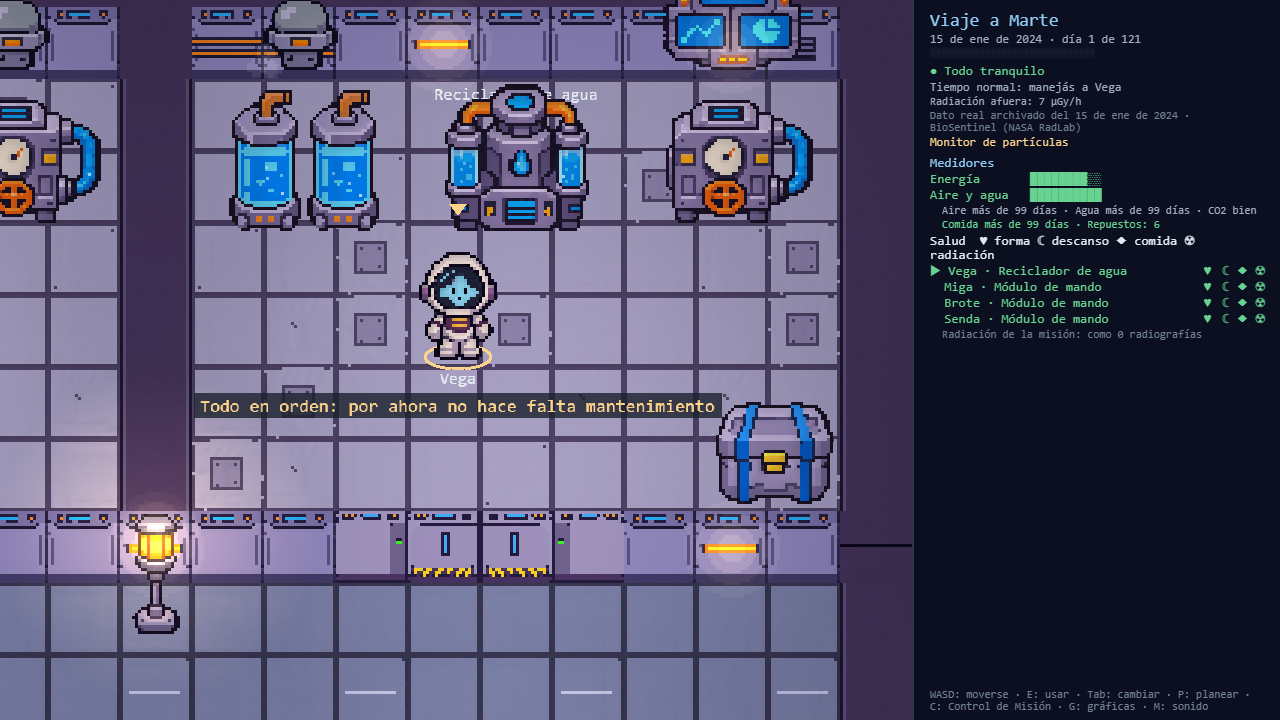 Viaje a Marte
15 de ene de 2024 · día 1 de 121
● Todo tranquilo
Tiempo normal: manejás a Vega
Radiación afuera: 7 µGy/h
Dato real archivado del 15 de ene de 2024 ·
BioSentinel (NASA RadLab)
Monitor de partículas
Medidores
Energía
Aire y agua
Aire más de 99 días · Agua más de 99 días · CO2 bien
Comida más de 99 días · Repuestos: 6
Salud ♥ forma ☾ descanso ◆ comida ☢
radiación
▶ Vega · Reciclador de agua ♥ ☾ ◆ ☢
Miga · Módulo de mando ♥ ☾ ◆ ☢
Brote · Módulo de mando ♥ ☾ ◆ ☢
Senda · Módulo de mando ♥ ☾ ◆ ☢
Radiación de la misión: como 0 radiografías
agua
Vega
Todo en orden: por ahora no hace falta mantenimiento
WASD: moverse · E: usar · Tab: cambiar · P: planear ·
C: Control de Misión · G: gráficas · M: sonido